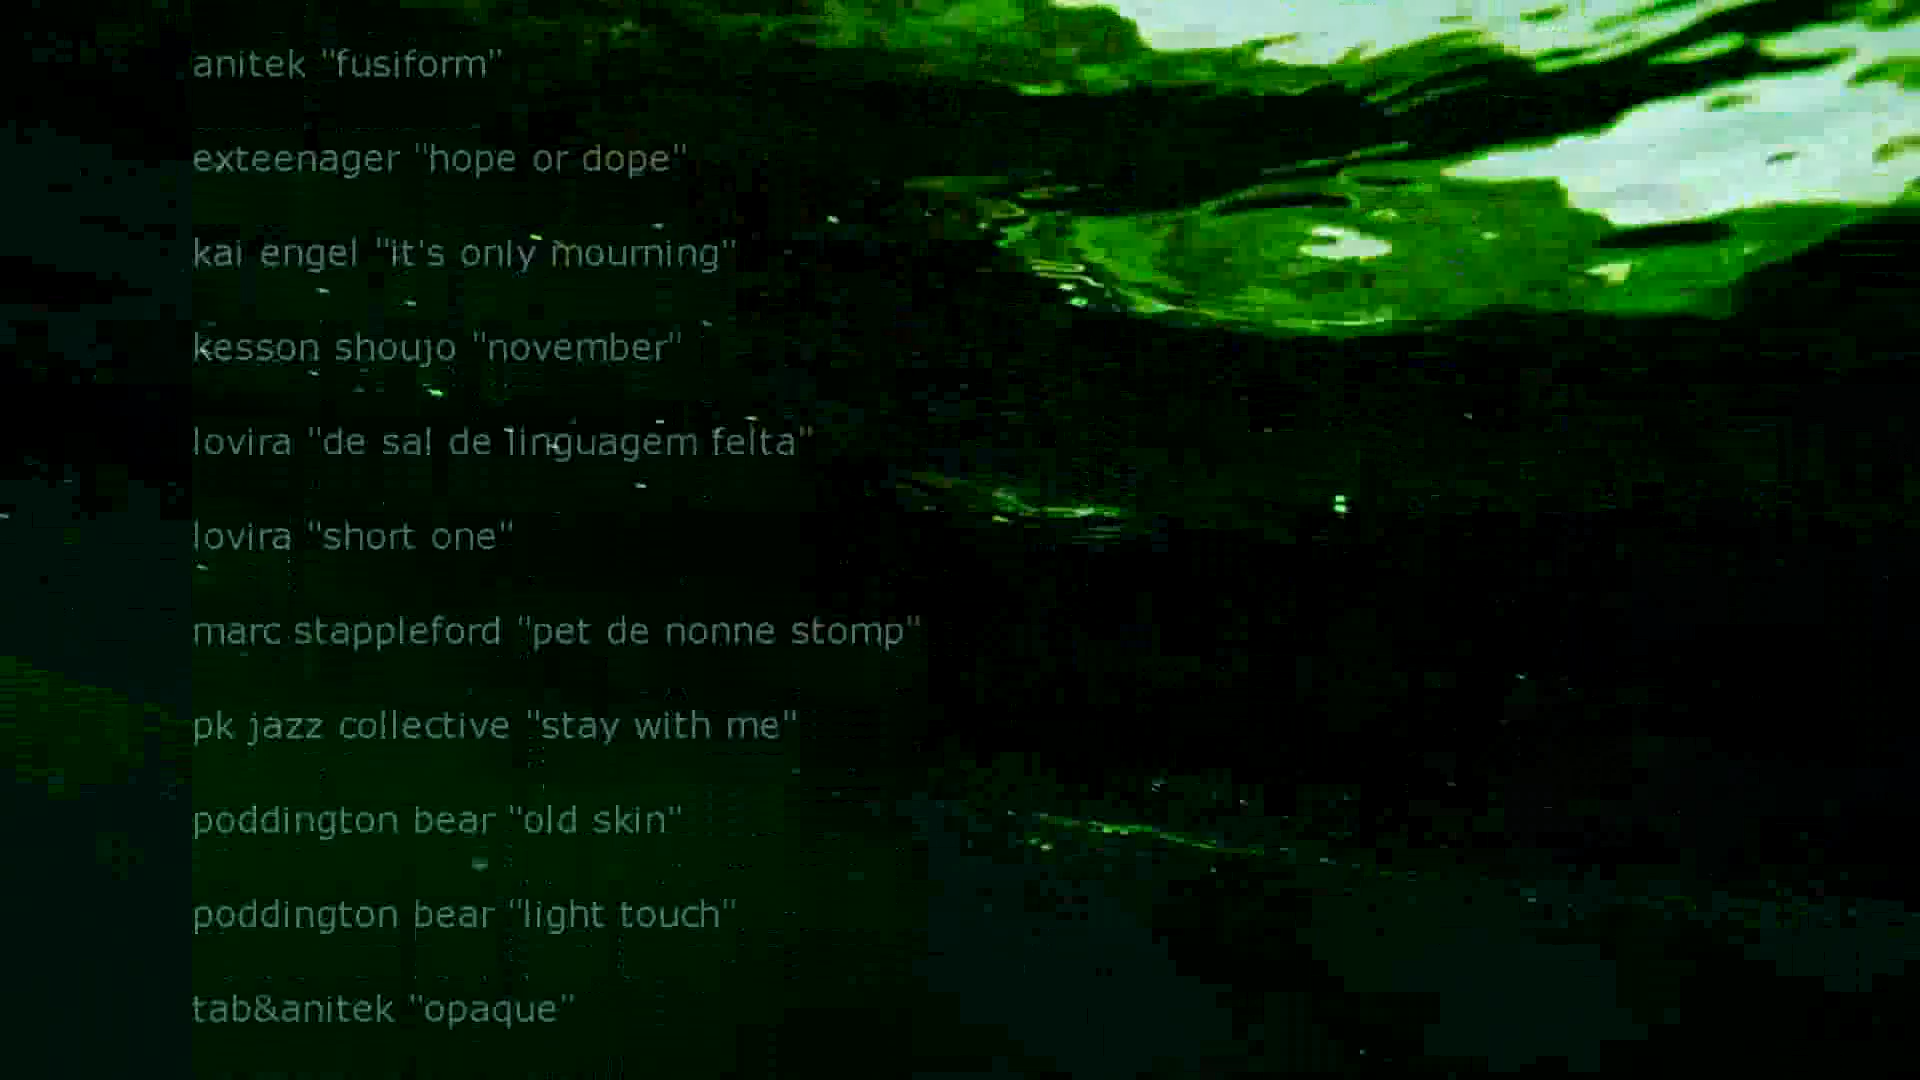 anitek "fusiform"
exteenager "hope or dope"
kai engel "it's only mourning"
kesson shoujo "november"
lovira "de sal de linguagem feita"
lovira "short one"
marc stappleford "pet de nonne stomp"
pk jazz collective "stay with me"
poddington bear "old skin"
poddington bear "light touch"
tab&anitek "opaque"